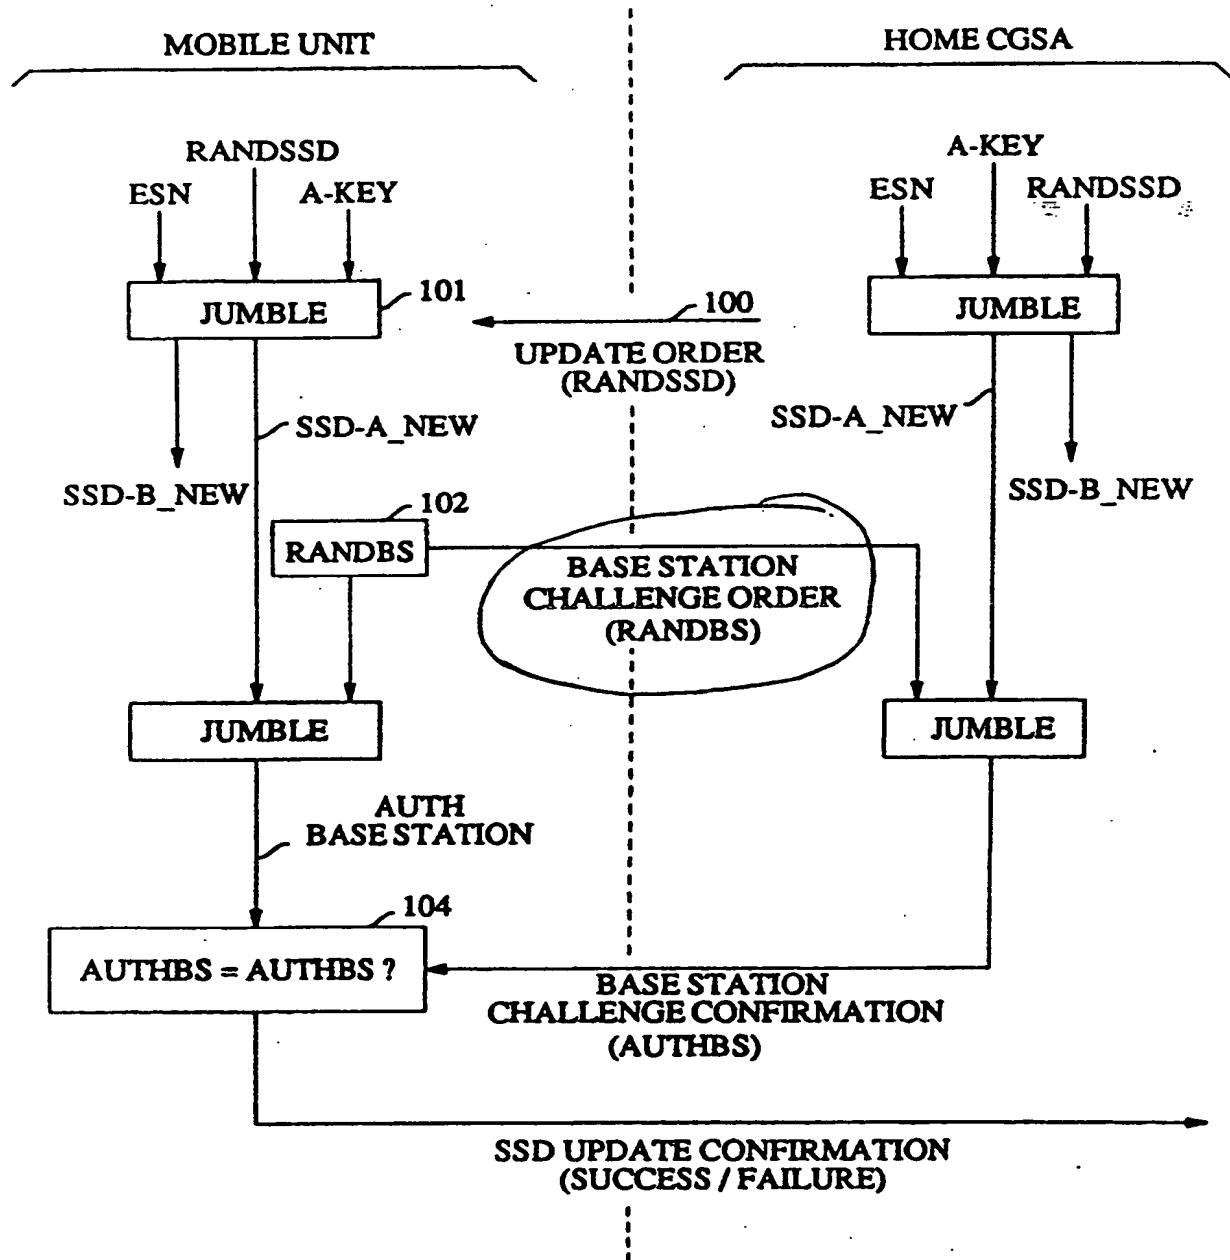 MOBILE UNIT
HOME CGSA
RANDSSD
ESN
A-KEY
A-KEY
ESN
RANDSSD
JUMBLE
101
100
JUMBLE
UPDATE ORDER
(RANDSSD)
SSD-A_NEW
SSD-A_NEW
SSD-B_NEW
SSD-B_NEW
102
RANDBS
BASE STATION
CHALLENGE ORDER
(RANDBS)
JUMBLE
JUMBLE
AUTH
BASE STATION
104
AUTHBS = AUTHBS ?
BASE STATION
CHALLENGE CONFIRMATION
(AUTHBS)
SSD UPDATE CONFIRMATION
(SUCCESS / FAILURE)